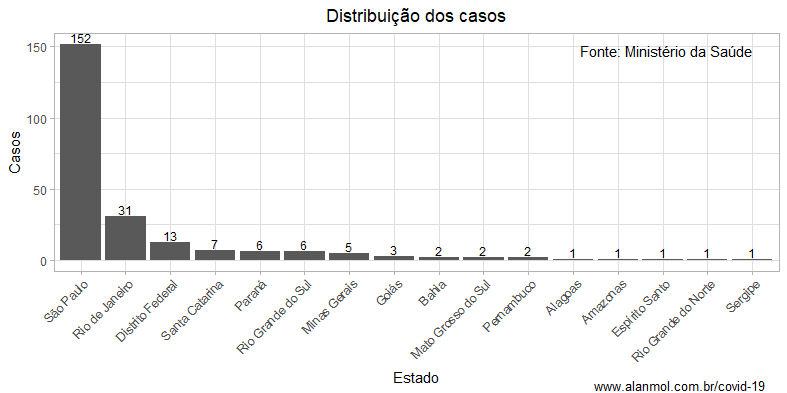 Distribuição dos casos
Fonte: Ministério da Saúde
Casos
150
100
50
0
152
31
13
7
6
6
5
3
2
2
2
1
1
1
1
1
São Paulo
Rio de Janeiro
Distrito Federal
Santa Catarina
Paraná
Rio Grande do Sul
Minas Gerais
Goiás
Bahia
Mato Grosso do Sul
Pernambuco
Alagoas
Amazonas
Espírito Santo
Rio Grande do Norte
Sergipe
Estado
www.alanmol.com.br/covid-19